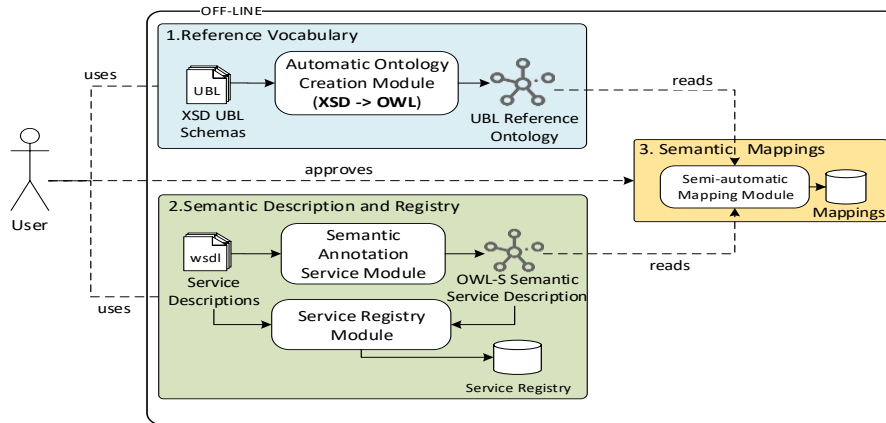 OFF-LINE
1.Reference Vocabulary
uses
UBL
XSD UBL
Schemas
Automatic Ontology
Creation Module
(XSD -> OWL)
UBL Reference
Ontology
reads
User
approves
3. Semantic Mappings
Semi-automatic
Mapping Module
Mappings
2.Semantic Description and Registry
wsdl
Service
Descriptions
Semantic
Annotation
Service Module
OWL-S Semantic
Service Description
reads
uses
Service Registry
Module
Service Registry